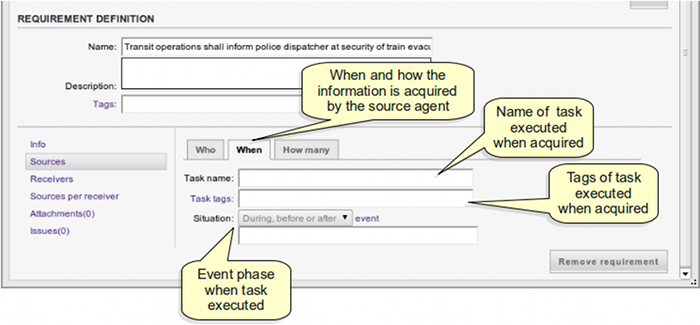 REQUIREMENT DEFINITION
Name: Transit operations shall inform police dispatcher at security of train
Description:
Tags:
When and how the
information is acquired
by the source agent
Name of task
executed
when acquired
Info
Sources
Receivers
Sources per receiver
Attachments(0)
Issues(0)
Who
When
How many
Task name:
Task tags:
Situation: During, before or after event
Tags of task
executed
when acquired
Event phase
when task
executed
Remove requirement